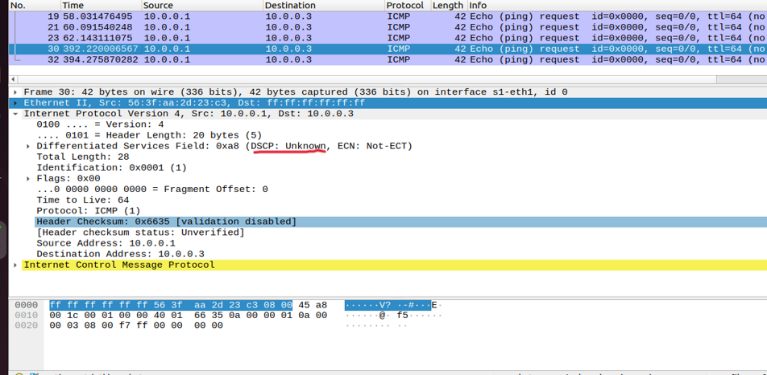 No. Time Source Destination Protocol Length Info
19 58.031476495 10.0.0.1 10.0.0.3 ICMP 42 Echo (ping) request id=0x0000, seq=0/0, ttl=64 (no
21 60.091540248 10.0.0.1 10.0.0.3 ICMP 42 Echo (ping) request id=0x0000, seq=0/0, ttl=64 (no
23 62.143111075 10.0.0.1 10.0.0.3 ICMP 42 Echo (ping) request id=0x0000, seq=0/0, ttl=64 (no
30 392.220006567 10.0.0.1 10.0.0.3 ICMP 42 Echo (ping) request id=0x0000, seq=0/0, ttl=64 (no
32 394.275870282 10.0.0.1 10.0.0.3 ICMP 42 Echo (ping) request id=0x0000, seq=0/0, ttl=64 (no
Frame 30: 42 bytes on wire (336 bits), 42 bytes captured (336 bits) on interface s1-eth1, id 0
Ethernet II, Src: 56:3f:aa:2d:23:c3, Dst: ff:ff:ff:ff:ff:ff
Internet Protocol Version 4, Src: 10.0.0.1, Dst: 10.0.0.3
0100 .... = Version: 4
.... 0101 = Header Length: 20 bytes (5)
Differentiated Services Field: 0xa8 (DSCP: Unknown, ECN: Not-ECT)
Total Length: 28
Identification: 0x0001 (1)
Flags: 0x00
...0 0000 0000 0000 = Fragment Offset: 0
Time to Live: 64
Protocol: ICMP (1)
Header Checksum: 0x6635 [validation disabled]
[Header checksum status: Unverified]
Source Address: 10.0.0.1
Destination Address: 10.0.0.3
Internet Control Message Protocol
0000 ff ff ff ff ff ff 56 3f aa 2d 23 c3 08 00 45 a8 ······V? ·-#···E·
0010 00 1c 00 01 00 00 40 01 66 35 0a 00 00 01 0a 00 ······@· f5······
0020 00 03 08 00 f7 ff 00 00 00 00 ········ ··